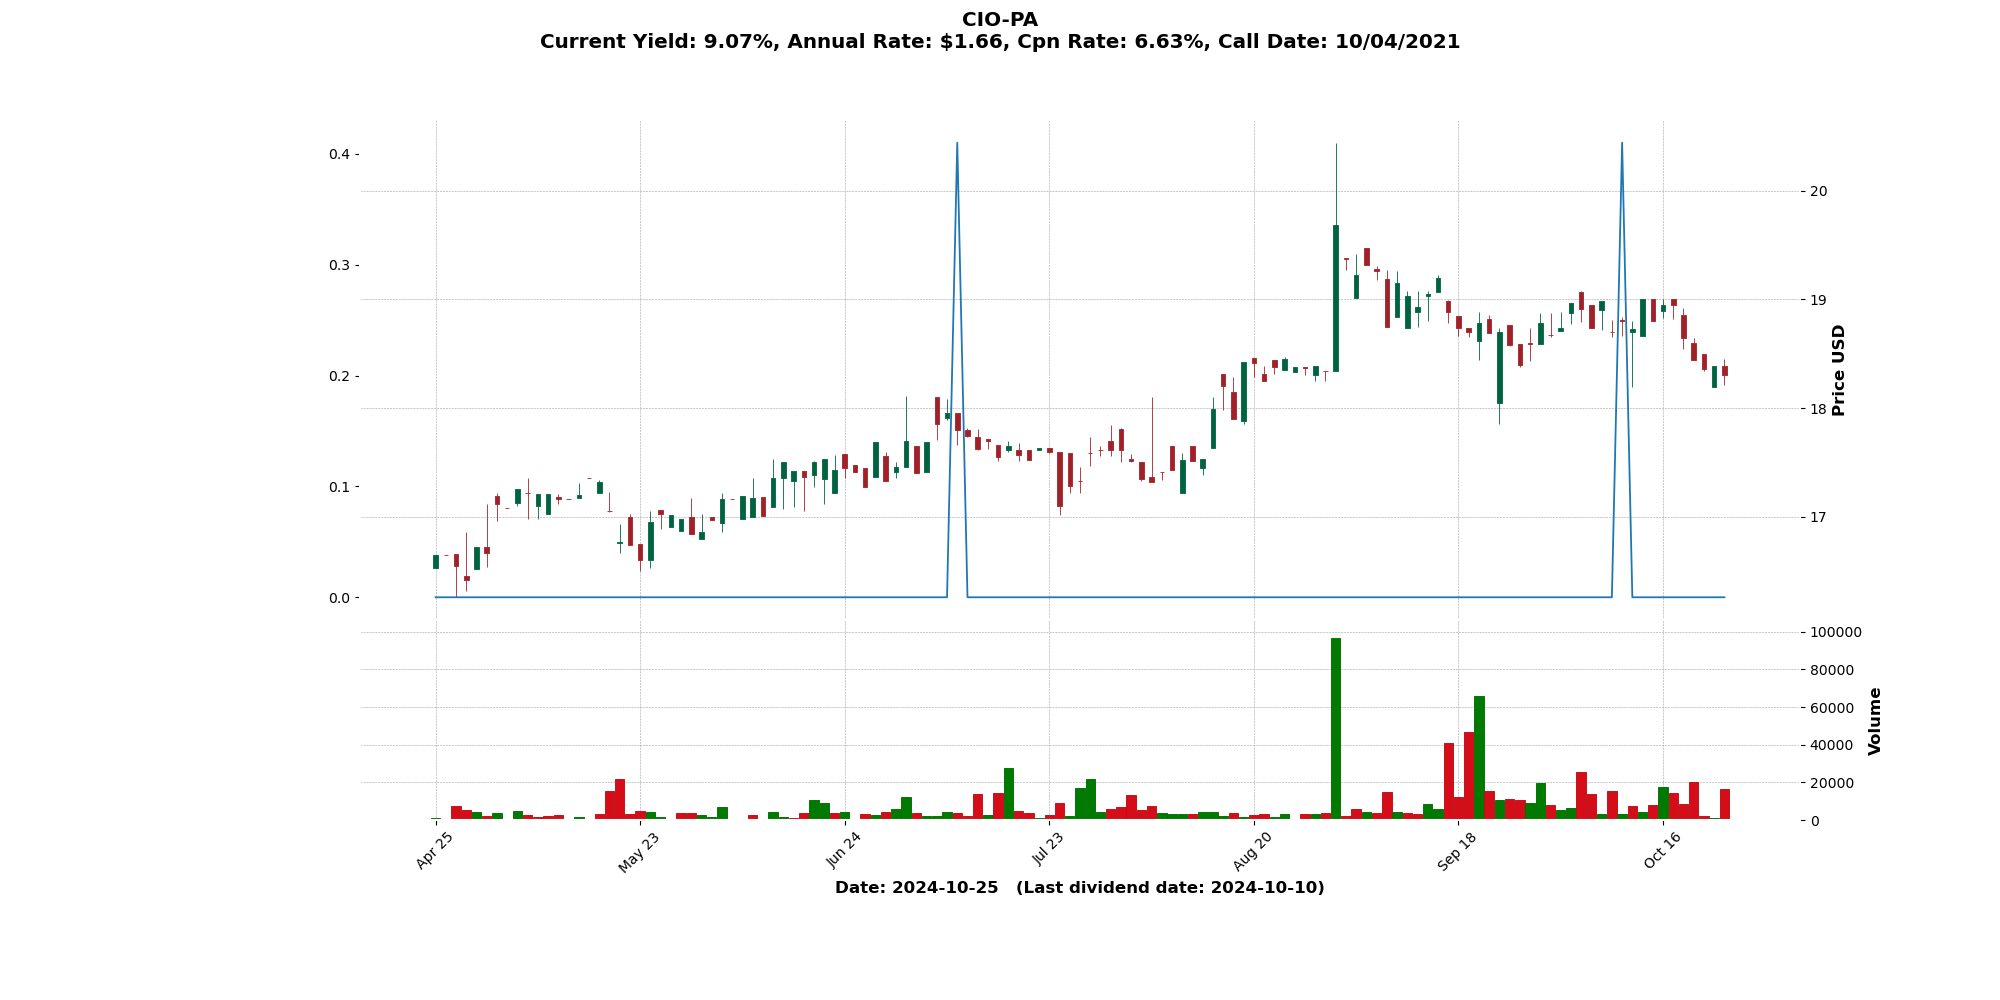 CIO-PA
Current Yield: 9.07%, Annual Rate: $1.66, Cpn Rate: 6.63%, Call Date: 10/04/2021
0.4
0.3
0.2
0.1
0.0
20
19
18
17
Price USD
100000
80000
60000
40000
20000
0
Volume
Apr 25
May 23
Jun 24
Jul 23
Aug 20
Sep 18
Oct 16
Date: 2024-10-25 (Last dividend date: 2024-10-10)